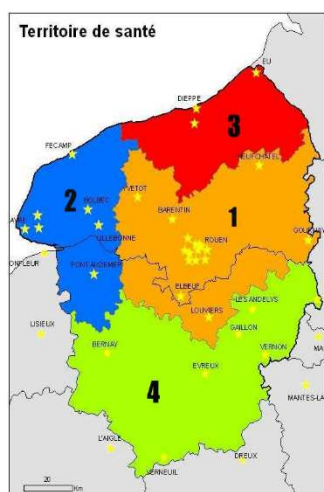 Territoire de santé
EU
DIEPPE
3
FECAMP
NEUFCHATEL
YVETOT
2
BOLBEC
BARENTIN
1
LILLEBONNE
ROUEN
PONT-AUDEMER
ELBEUF
LES ANDELYS
LOUVIERS
LISIEUX
GAILLON
BERNAY
VERNON
EVREUX
4
MANTES-LA
L'AIGLE
VERNEUIL
DREUX
20
Km